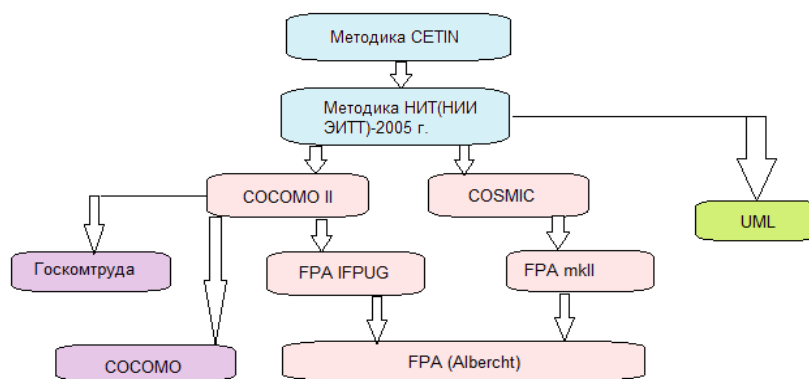 Методика CETIN
Методика НИТ(НИИ
ЭИТТ)-2005 г.
COCOMO II
COSMIC
UML
Госкомтруда
FPA IFPUG
FPA mkII
COCOMO
FPA (Albercht)